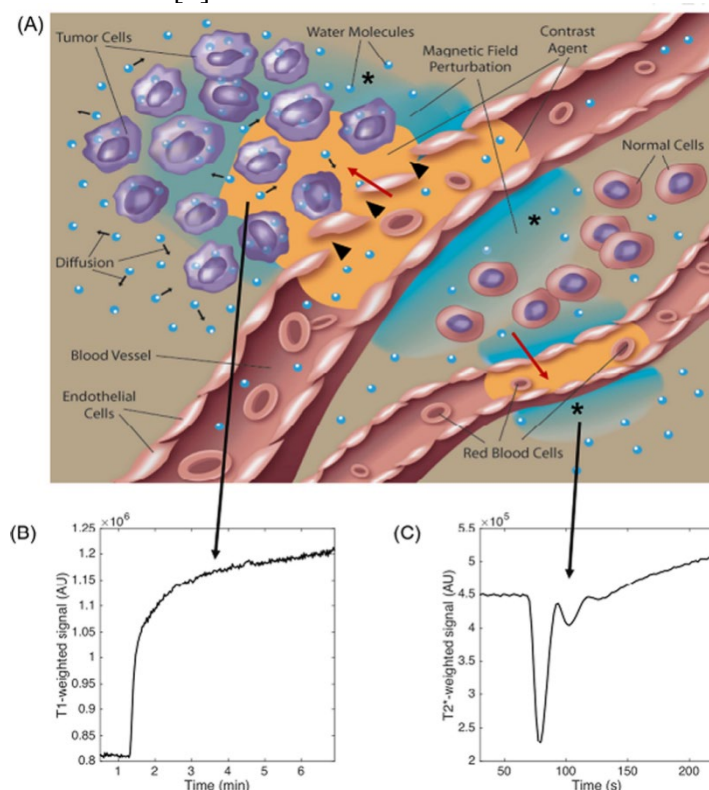 (A)
Tumor Cells
Water Molecules
Magnetic Field
Perturbation
Contrast
Agent
*
Normal Cells
*
Diffusion
Blood Vessel
Endothelial
Cells
*
Red Blood Cells
(B)
×10⁶
1.25
1.2
1.15
1.1
1.05
1
0.95
0.9
0.85
0.8
T1-weighted signal (AU)
1 2 3 4 5 6
Time (min)
(C)
×10⁵
5.5
5
4.5
4
3.5
3
2.5
2
T2*-weighted signal (AU)
50 100 150 200
Time (s)